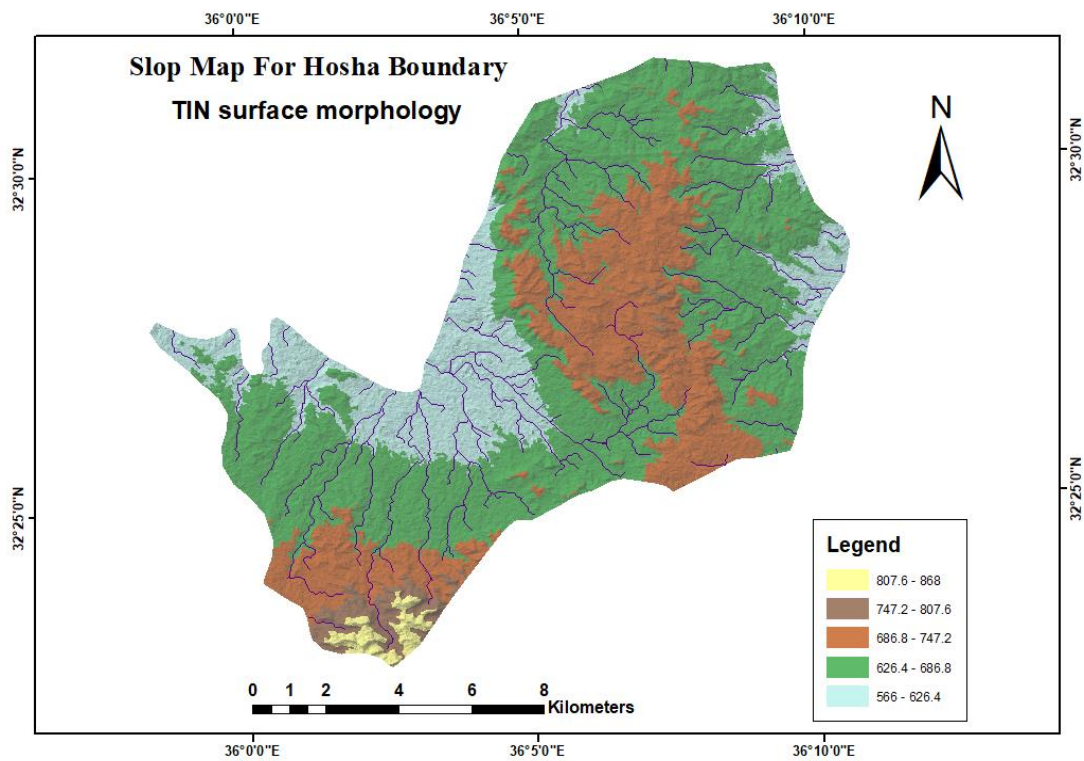 36°0'0"E 36°5'0"E 36°10'0"E
Slop Map For Hosha Boundary
TIN surface morphology
N
32°30'0"N
32°30'0"N
32°25'0"N
32°25'0"N
Legend
807.6 - 868
747.2 - 807.6
686.8 - 747.2
626.4 - 686.8
566 - 626.4
0 1 2 4 6 8
Kilometers
36°0'0"E 36°5'0"E 36°10'0"E